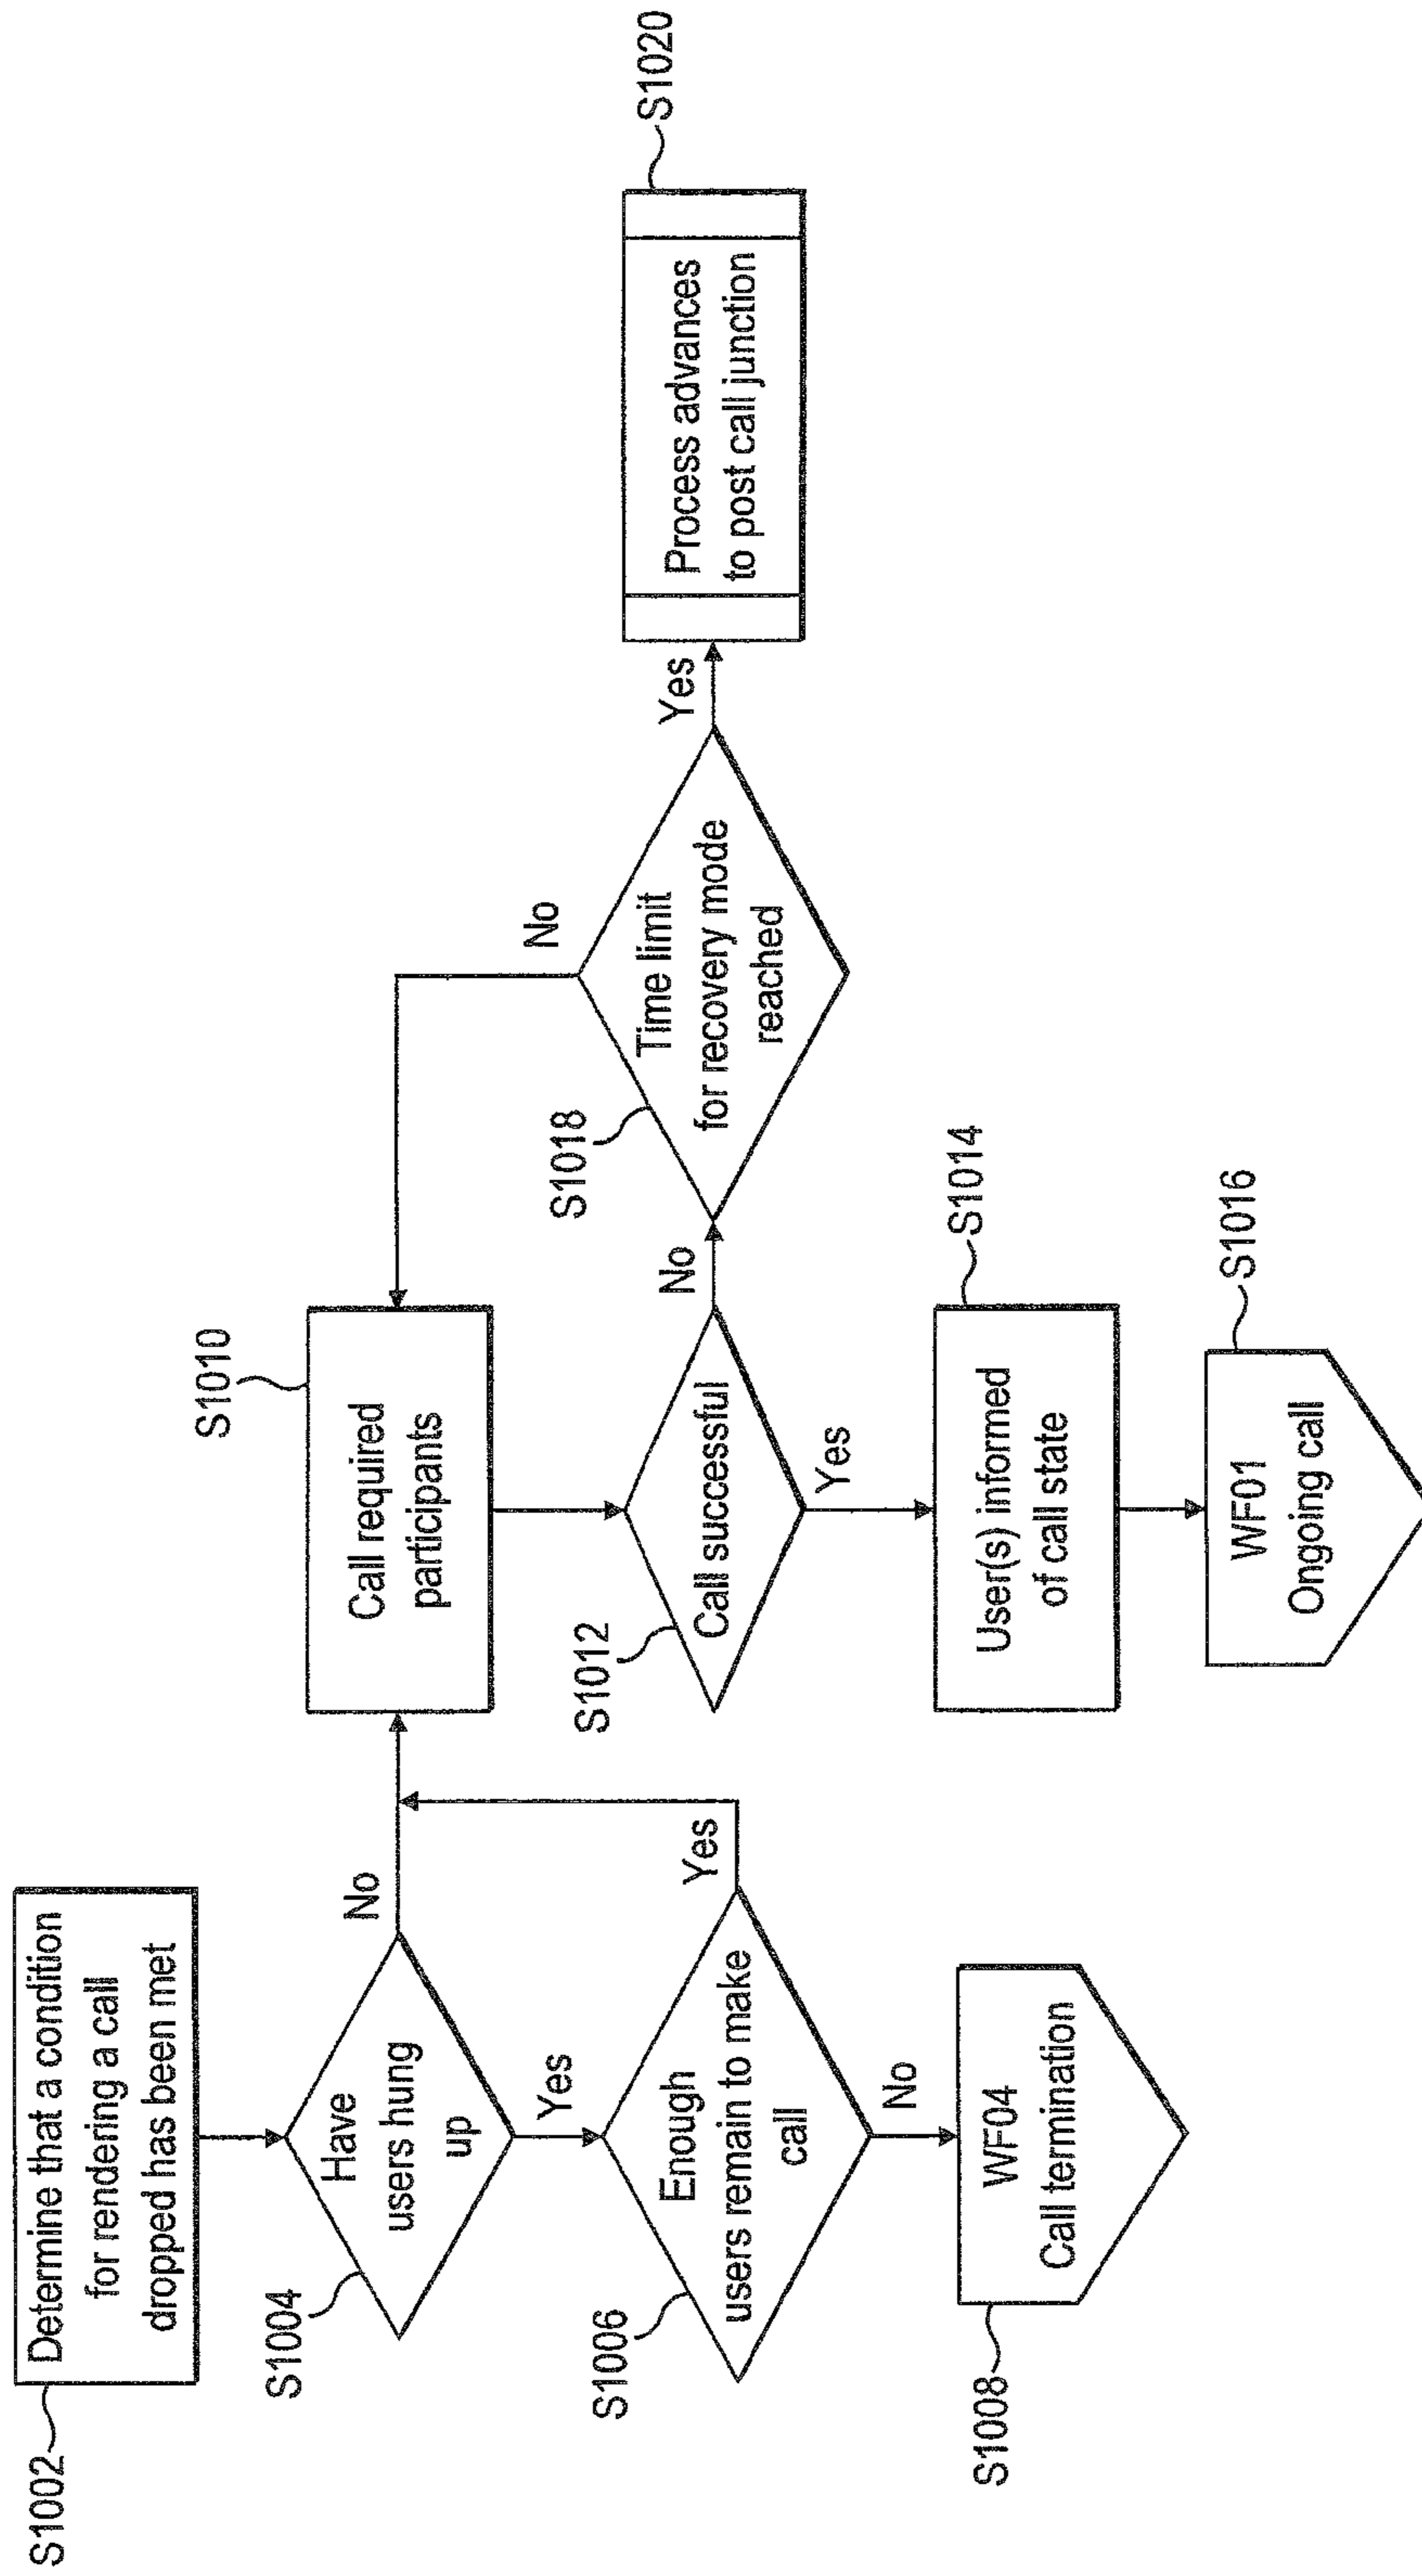 S1002
Determine that a condition
for rendering a call
dropped has been met
S1004
Have
users hung
up
No
Yes
S1006
Enough
users remain to make
call
Yes
No
S1008
WF04
Call termination
S1010
Call required
participants
S1012
Call successful
No
Yes
S1014
User(s) informed
of call state
S1016
WF01
Ongoing call
S1018
Time limit
for recovery mode
reached
No
Yes
S1020
Process advances
to post call junction